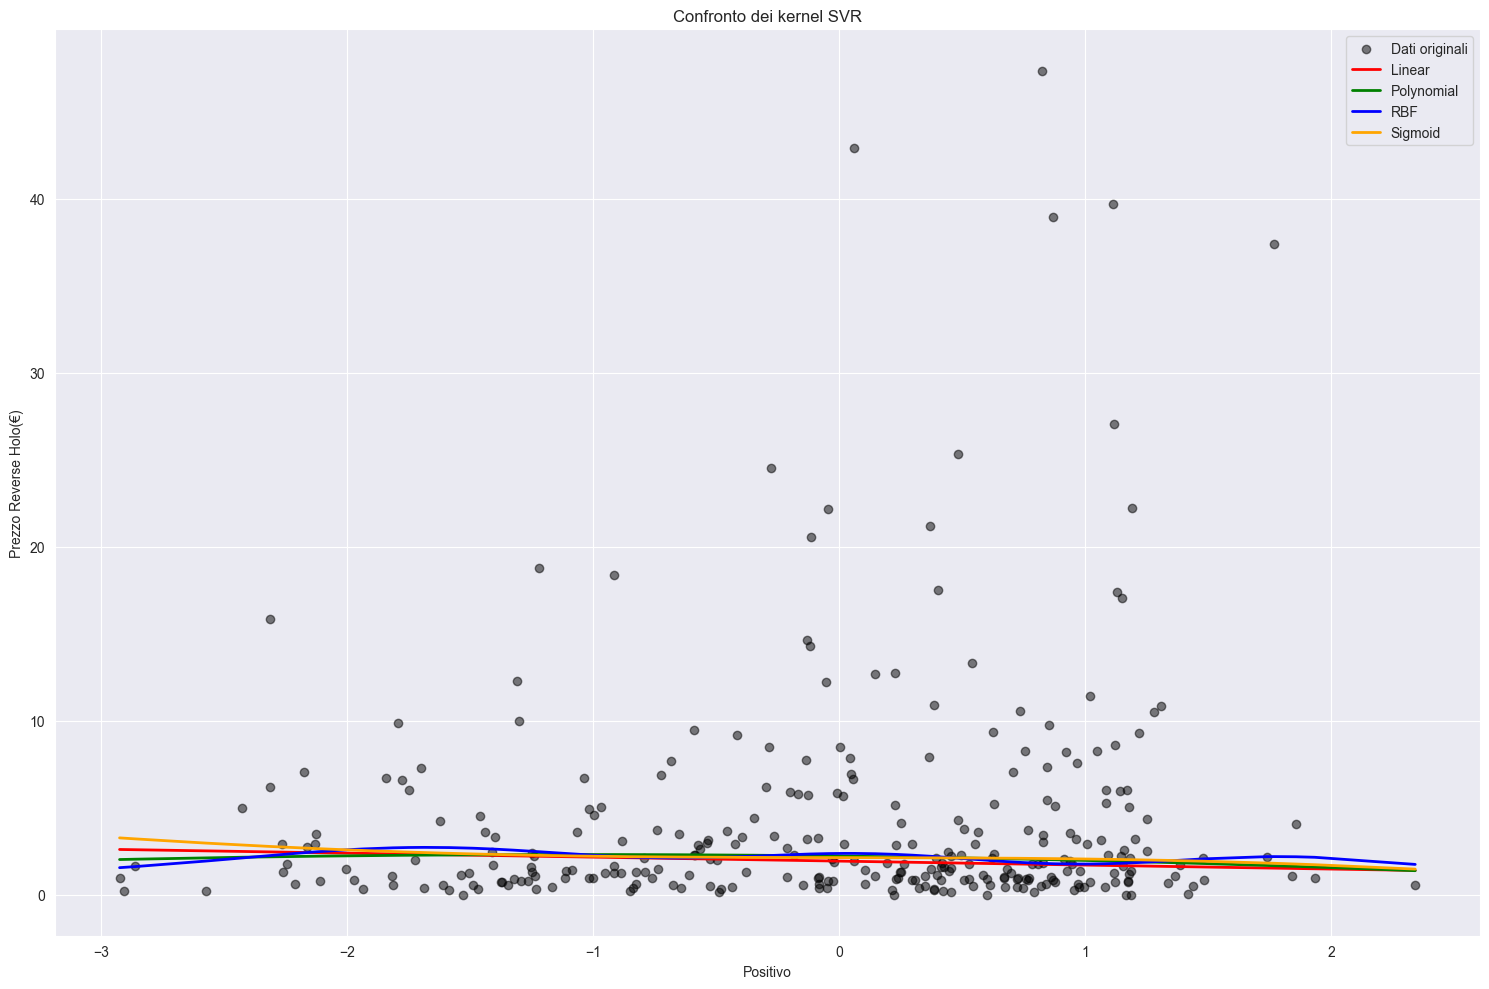 Confronto dei kernel SVR
Dati originali
Linear
Polynomial
RBF
Sigmoid
Prezzo Reverse Holo(€)
40
30
20
10
0
−3
−2
−1
0
1
2
Positivo